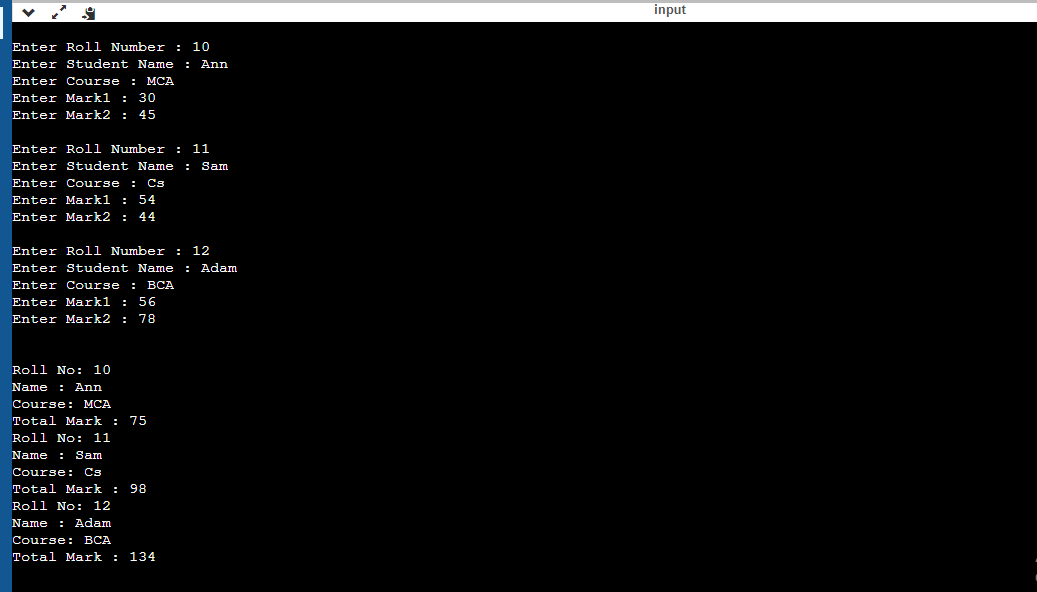 input
Enter Roll Number : 10
Enter Student Name : Ann
Enter Course : MCA
Enter Mark1 : 30
Enter Mark2 : 45
Enter Roll Number : 11
Enter Student Name : Sam
Enter Course : Cs
Enter Mark1 : 54
Enter Mark2 : 44
Enter Roll Number : 12
Enter Student Name : Adam
Enter Course : BCA
Enter Mark1 : 56
Enter Mark2 : 78
Roll No: 10
Name : Ann
Course: MCA
Total Mark : 75
Roll No: 11
Name : Sam
Course: Cs
Total Mark : 98
Roll No: 12
Name : Adam
Course: BCA
Total Mark : 134